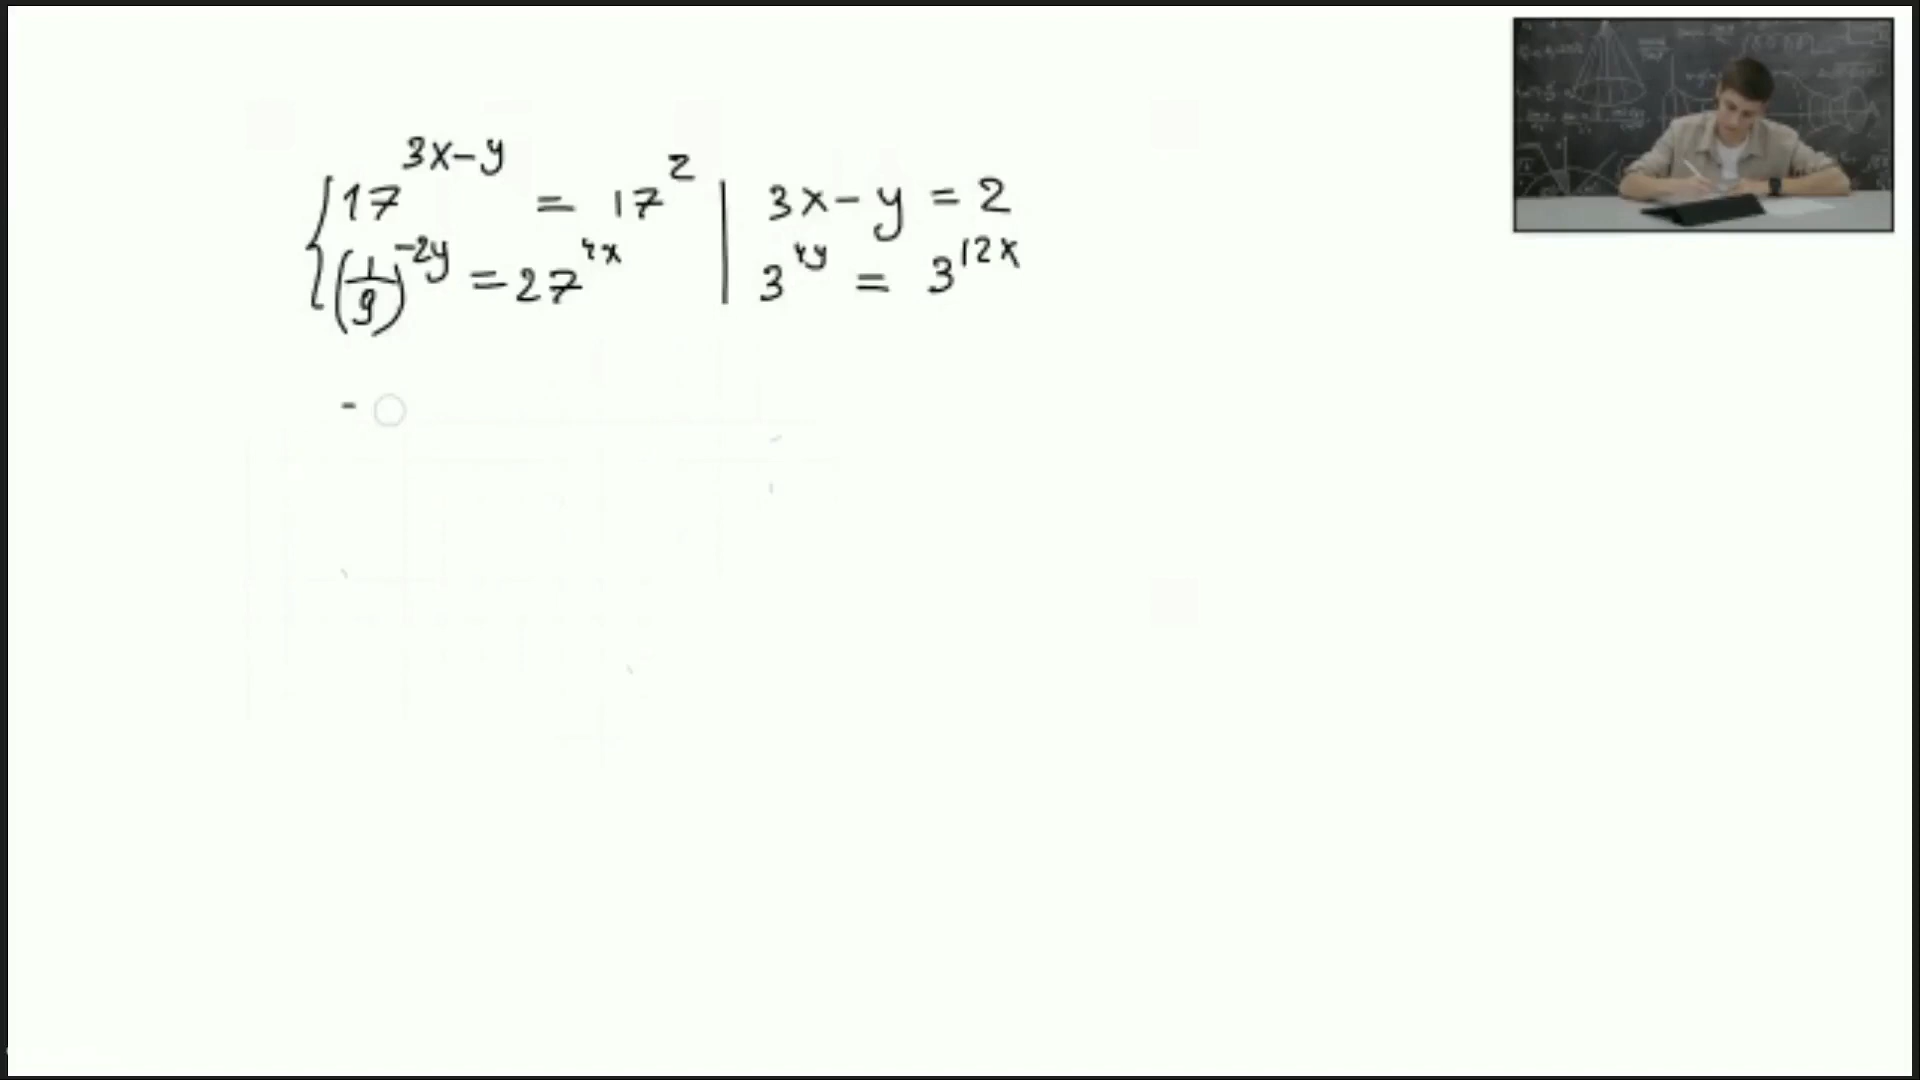 17^{3x-y} = 17^2 | 3x-y = 2
(1/9)^{-2y} = 27^{4x} | 3^{4y} = 3^{12x}
-